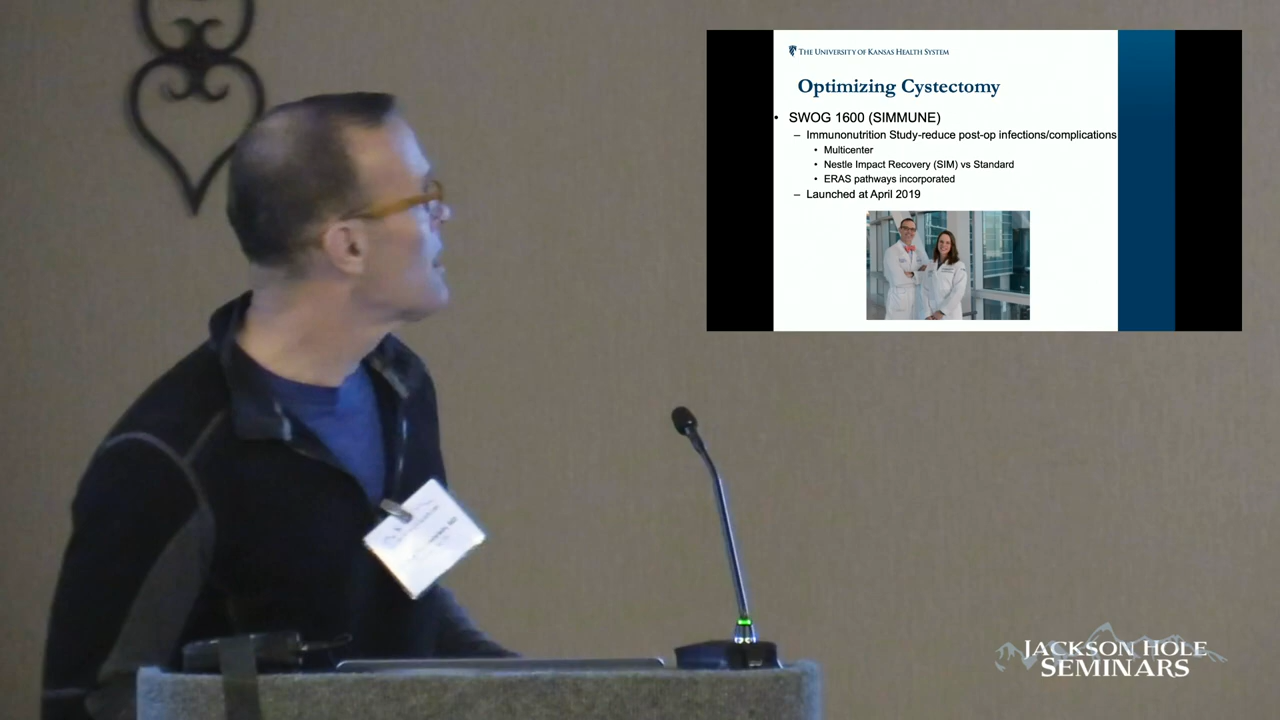 THE UNIVERSITY OF KANSAS HEALTH SYSTEM
Optimizing Cystectomy
• SWOG 1600 (SIMMUNE)
– Immunonutrition Study-reduce post-op infections/complications
• Multicenter
• Nestle Impact Recovery (SIM) vs Standard
• ERAS pathways incorporated
– Launched at April 2019
JACKSON HOLE
SEMINARS